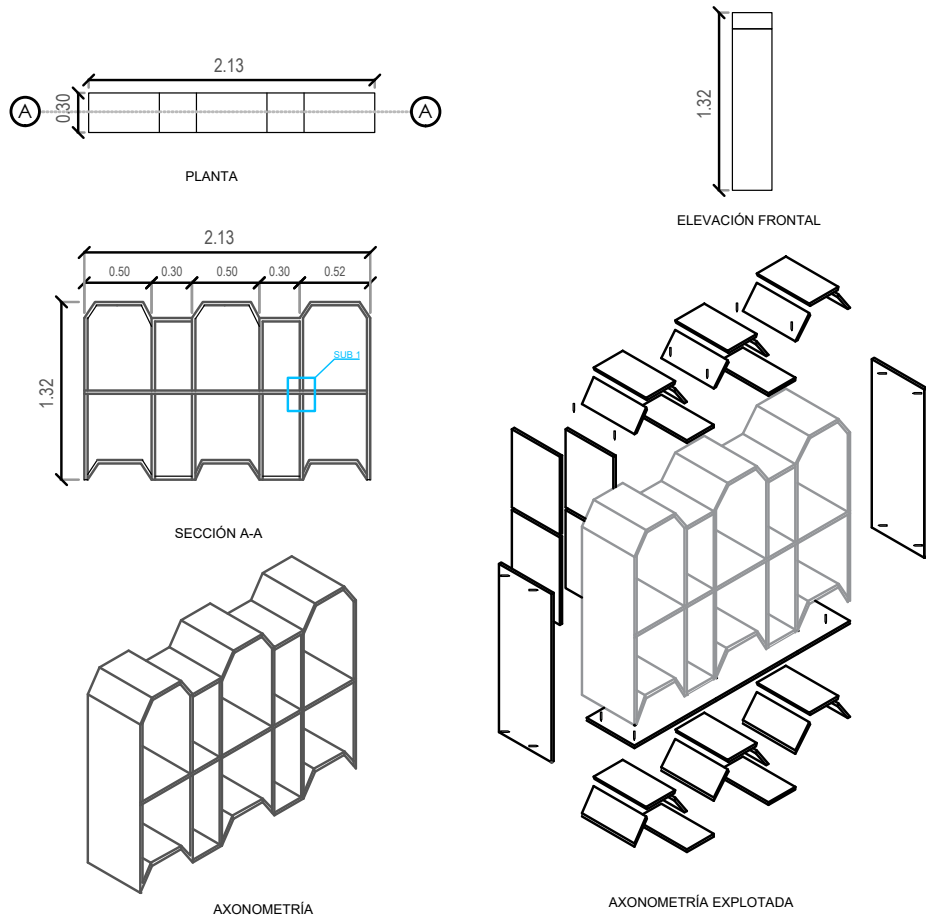 2.13
0.30
A
A
PLANTA
1.32
ELEVACIÓN FRONTAL
2.13
0.50
0.30
0.50
0.30
0.52
1.32
SUB 1
SECCIÓN A-A
AXONOMETRÍA
AXONOMETRÍA EXPLOTADA